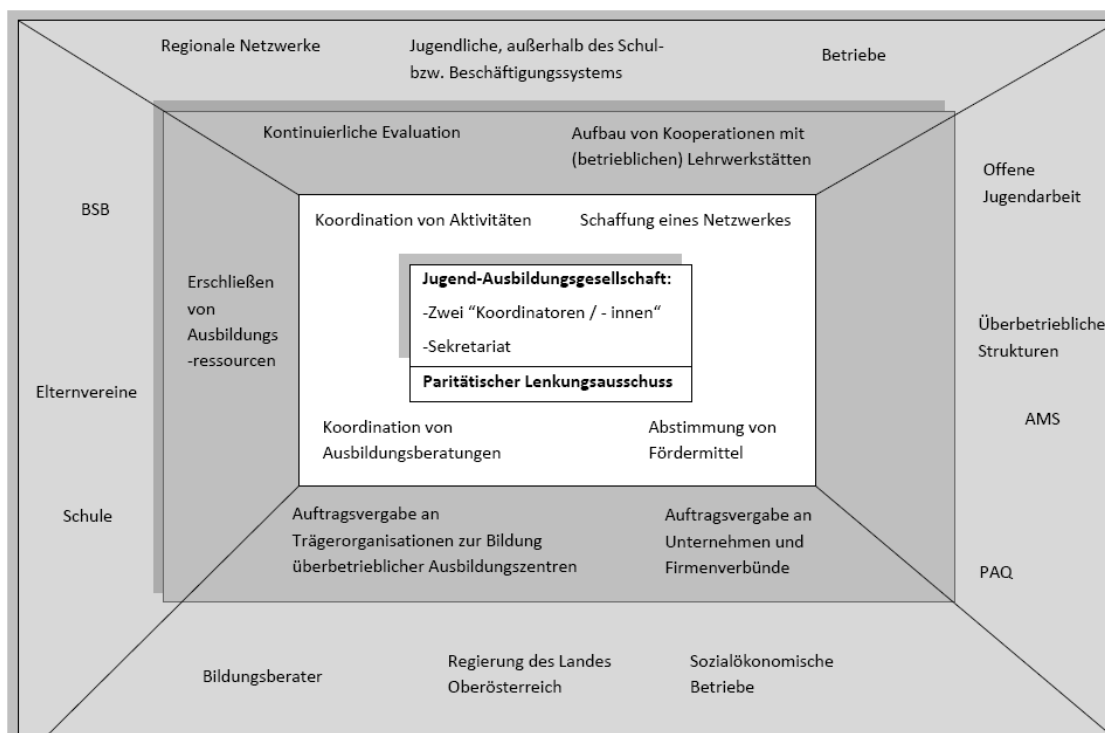 Regionale Netzwerke
Jugendliche, außerhalb des Schul-
bzw. Beschäftigungssystems
Betriebe
Kontinuierliche Evaluation
Aufbau von Kooperationen mit
(betrieblichen) Lehrwerkstätten
Offene
Jugendarbeit
BSB
Koordination von Aktivitäten
Schaffung eines Netzwerkes
Erschließen
von
Ausbildungs
-ressourcen
Jugend-Ausbildungsgesellschaft:
-Zwei “Koordinatoren / - innen“
-Sekretariat
Paritätischer Lenkungsausschuss
Überbetriebliche
Strukturen
Elternvereine
AMS
Koordination von
Ausbildungsberatungen
Abstimmung von
Fördermittel
Schule
Auftragsvergabe an
Trägerorganisationen zur Bildung
überbetrieblicher Ausbildungszentren
Auftragsvergabe an
Unternehmen und
Firmenverbünde
PAQ
Bildungsberater
Regierung des Landes
Oberösterreich
Sozialökonomische
Betriebe